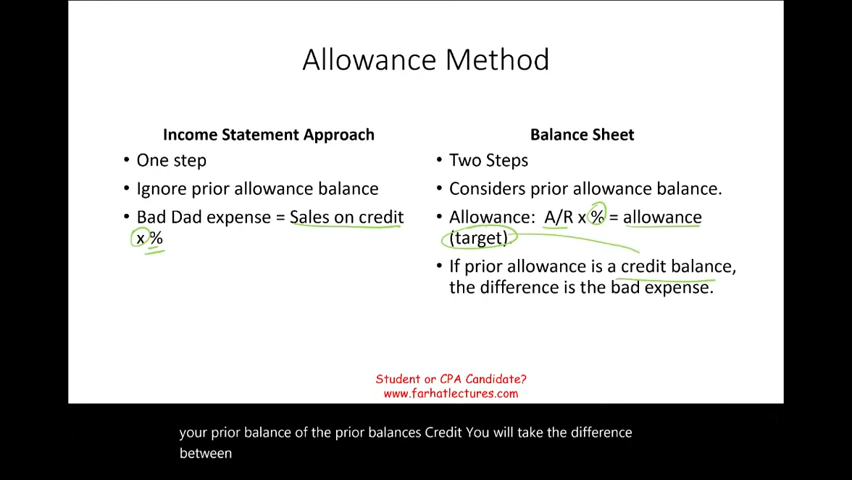 Allowance Method
Income Statement Approach
• One step
• Ignore prior allowance balance
• Bad Dad expense = Sales on credit
x %
Balance Sheet
• Two Steps
• Considers prior allowance balance.
• Allowance: A/R x % = allowance
(target)
• If prior allowance is a credit balance,
the difference is the bad expense.
Student or CPA Candidate?
www.farhatlectures.com
your prior balance of the prior balances Credit You will take the difference
between